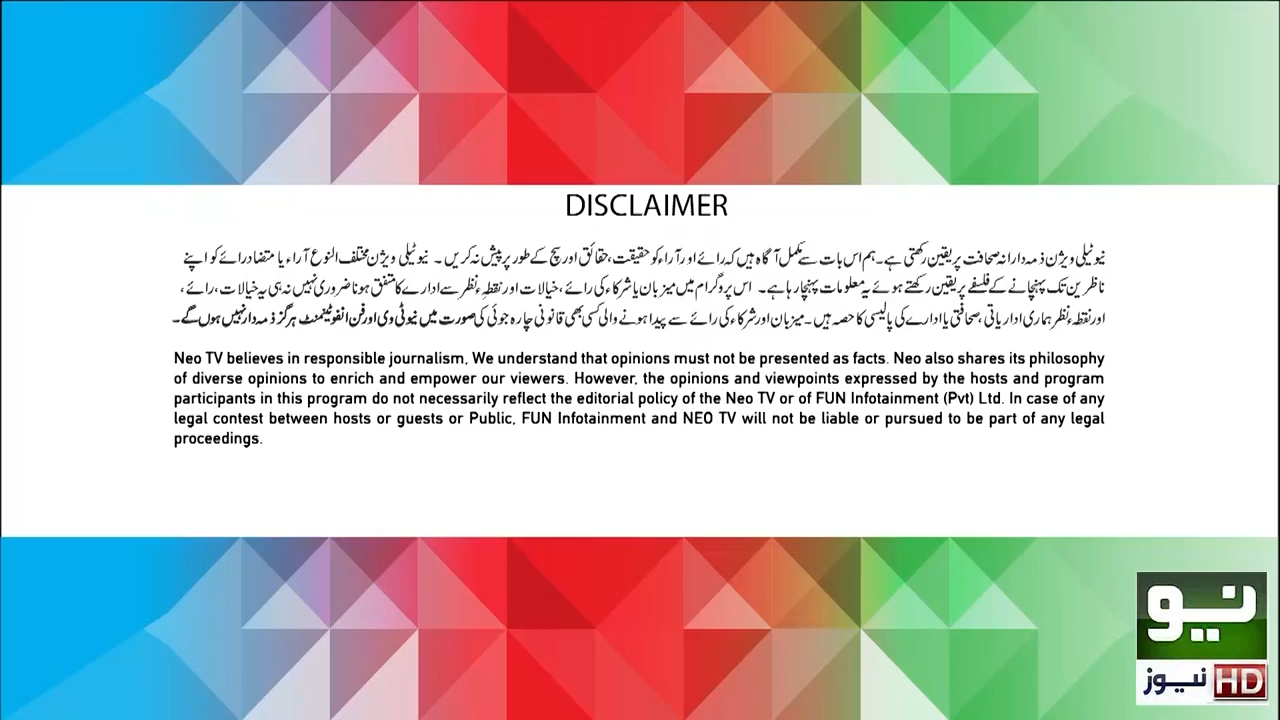 DISCLAIMER
نیو ٹیلی ویژن ذمہ دارانہ صحافت پر یقین رکھتی ہے۔ ہم اس بات سے مکمل آگاہ ہیں کہ رائے اور آراء کو حقیقت، حقائق اور سچ کے طور پر پیش نہ کریں ۔ نیو ٹیلی ویژن مختلف النوع آراء یا متضاد رائے کو اپنے
ناظرین تک پہنچانے کے فلسفے پر یقین رکھتے ہوئے یہ معلومات پہنچا رہا ہے۔ اس پروگرام میں میزبان یا شرکاء کی رائے، خیالات اور نقطہءِ نظر سے ادارے کا متفق ہونا ضروری نہیں نہ ہی یہ خیالات، رائے،
اور نقطہءِ نظر ہماری ادارتی، صحافتی یا ادارے کی پالیسی کا حصہ ہیں۔ میزبان اور شرکاء کی رائے سے پیدا ہونے والی کسی بھی قانونی چارہ جوئی کی صورت میں نیو ٹی وی اور فن انفوٹینمنٹ ہرگز ذمہ دار نہیں ہوں گے۔
Neo TV believes in responsible journalism, We understand that opinions must not be presented as facts. Neo also shares its philosophy
of diverse opinions to enrich and empower our viewers. However, the opinions and viewpoints expressed by the hosts and program
participants in this program do not necessarily reflect the editorial policy of the Neo TV or of FUN Infotainment (Pvt) Ltd. In case of any
legal contest between hosts or guests or Public, FUN Infotainment and NEO TV will not be liable or pursued to be part of any legal
proceedings.
نیو
نیوز HD